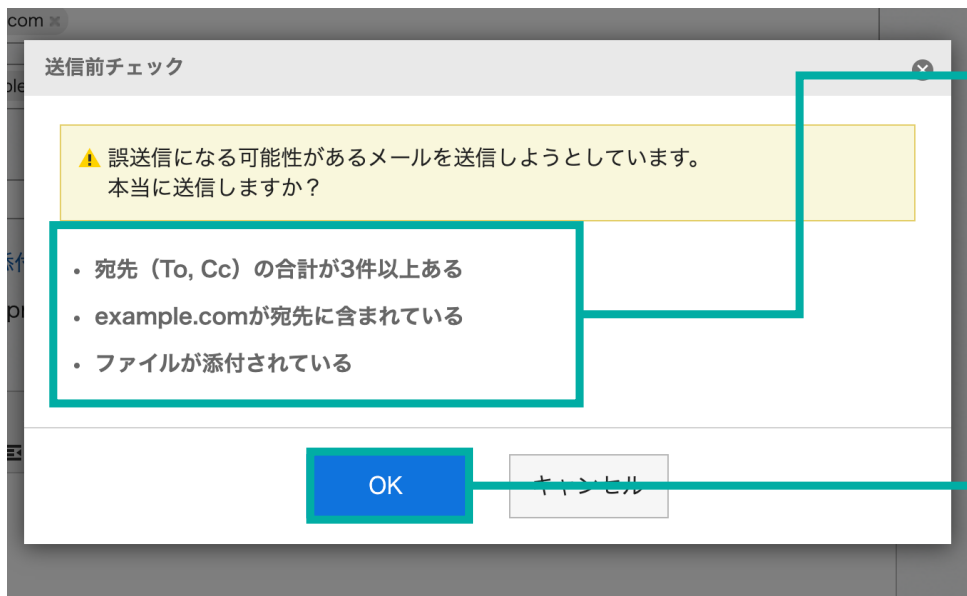 com
送信前チェック
ple
誤送信になる可能性があるメールを送信しようとしています。
本当に送信しますか？
添付
・宛先（To, Cc）の合計が3件以上ある
pr
・example.comが宛先に含まれている
・ファイルが添付されている
OK
キャンセル